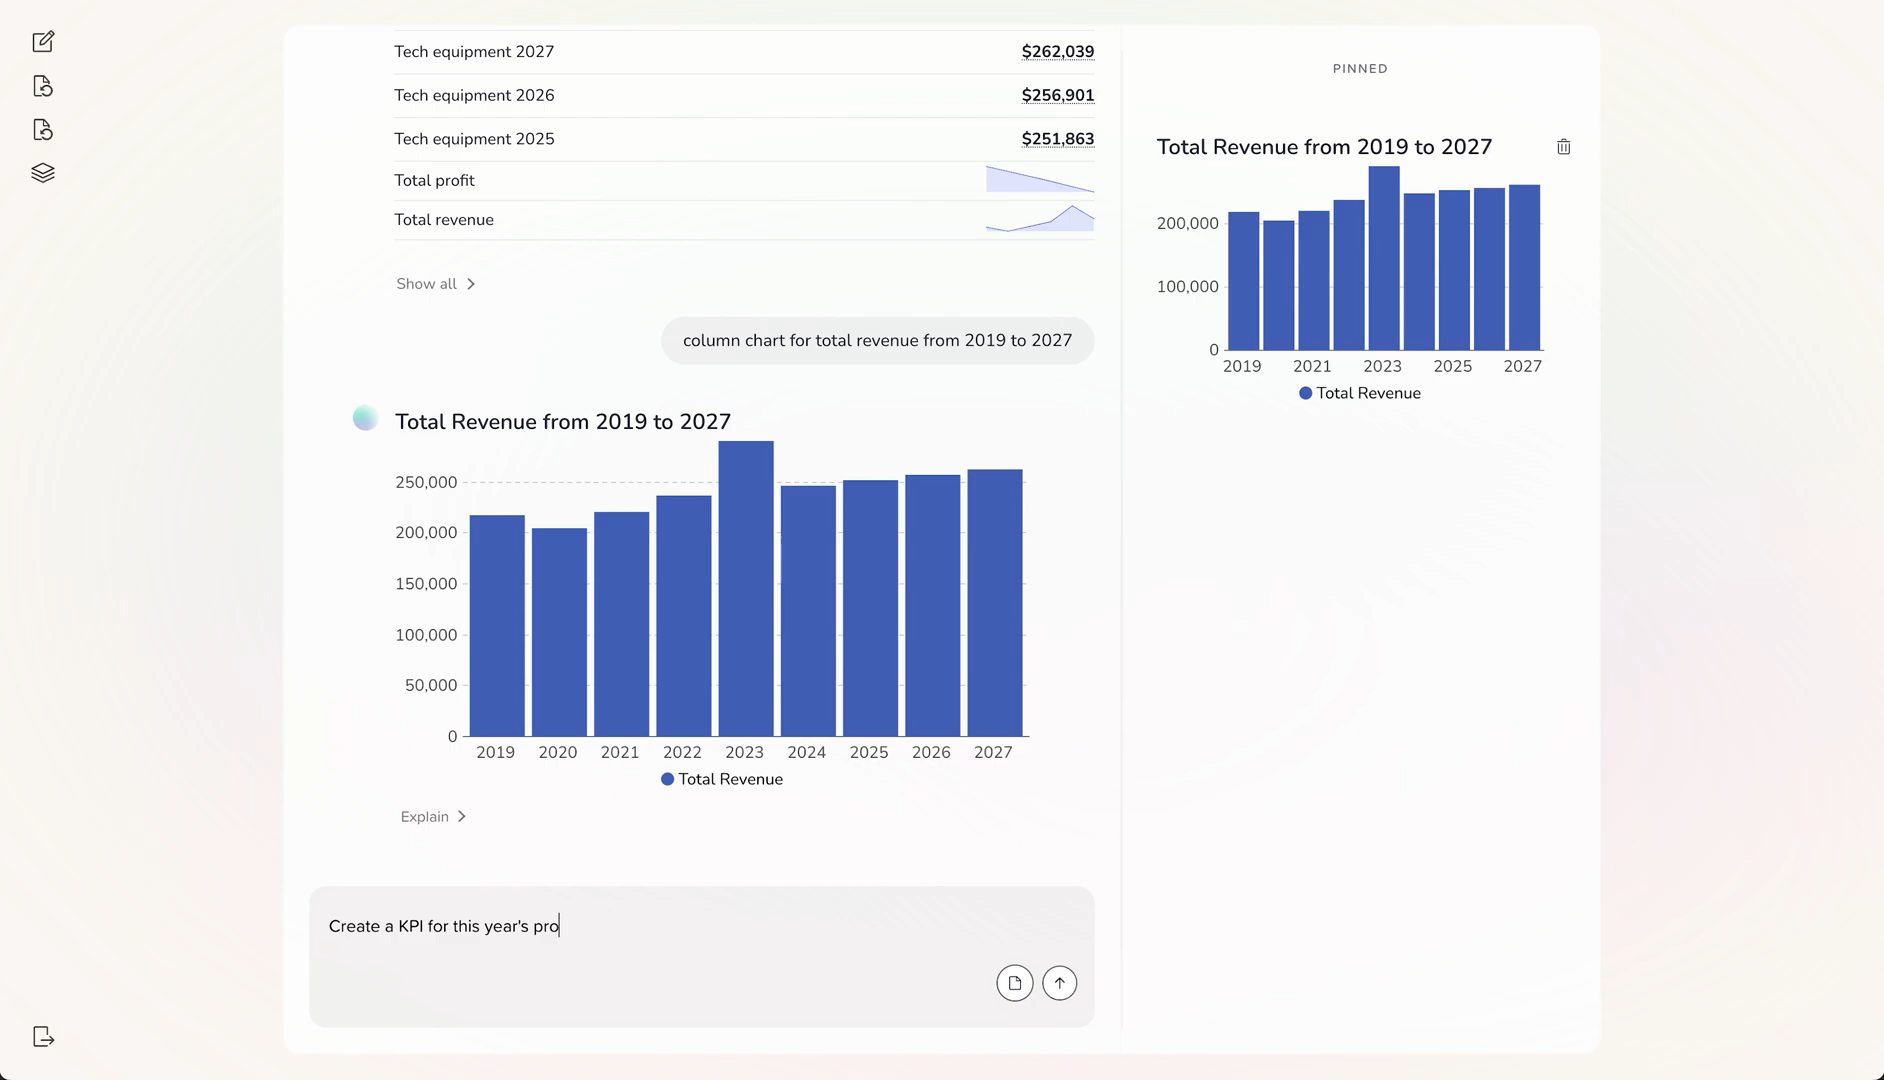 Tech equipment 2027 $262,039
Tech equipment 2026 $256,901
Tech equipment 2025 $251,863
Total profit
Total revenue
Show all
column chart for total revenue from 2019 to 2027
Total Revenue from 2019 to 2027
250,000
200,000
150,000
100,000
50,000
0
2019 2020 2021 2022 2023 2024 2025 2026 2027
Total Revenue
Explain
Create a KPI for this year's pro
PINNED
Total Revenue from 2019 to 2027
200,000
100,000
0
2019 2021 2023 2025 2027
Total Revenue